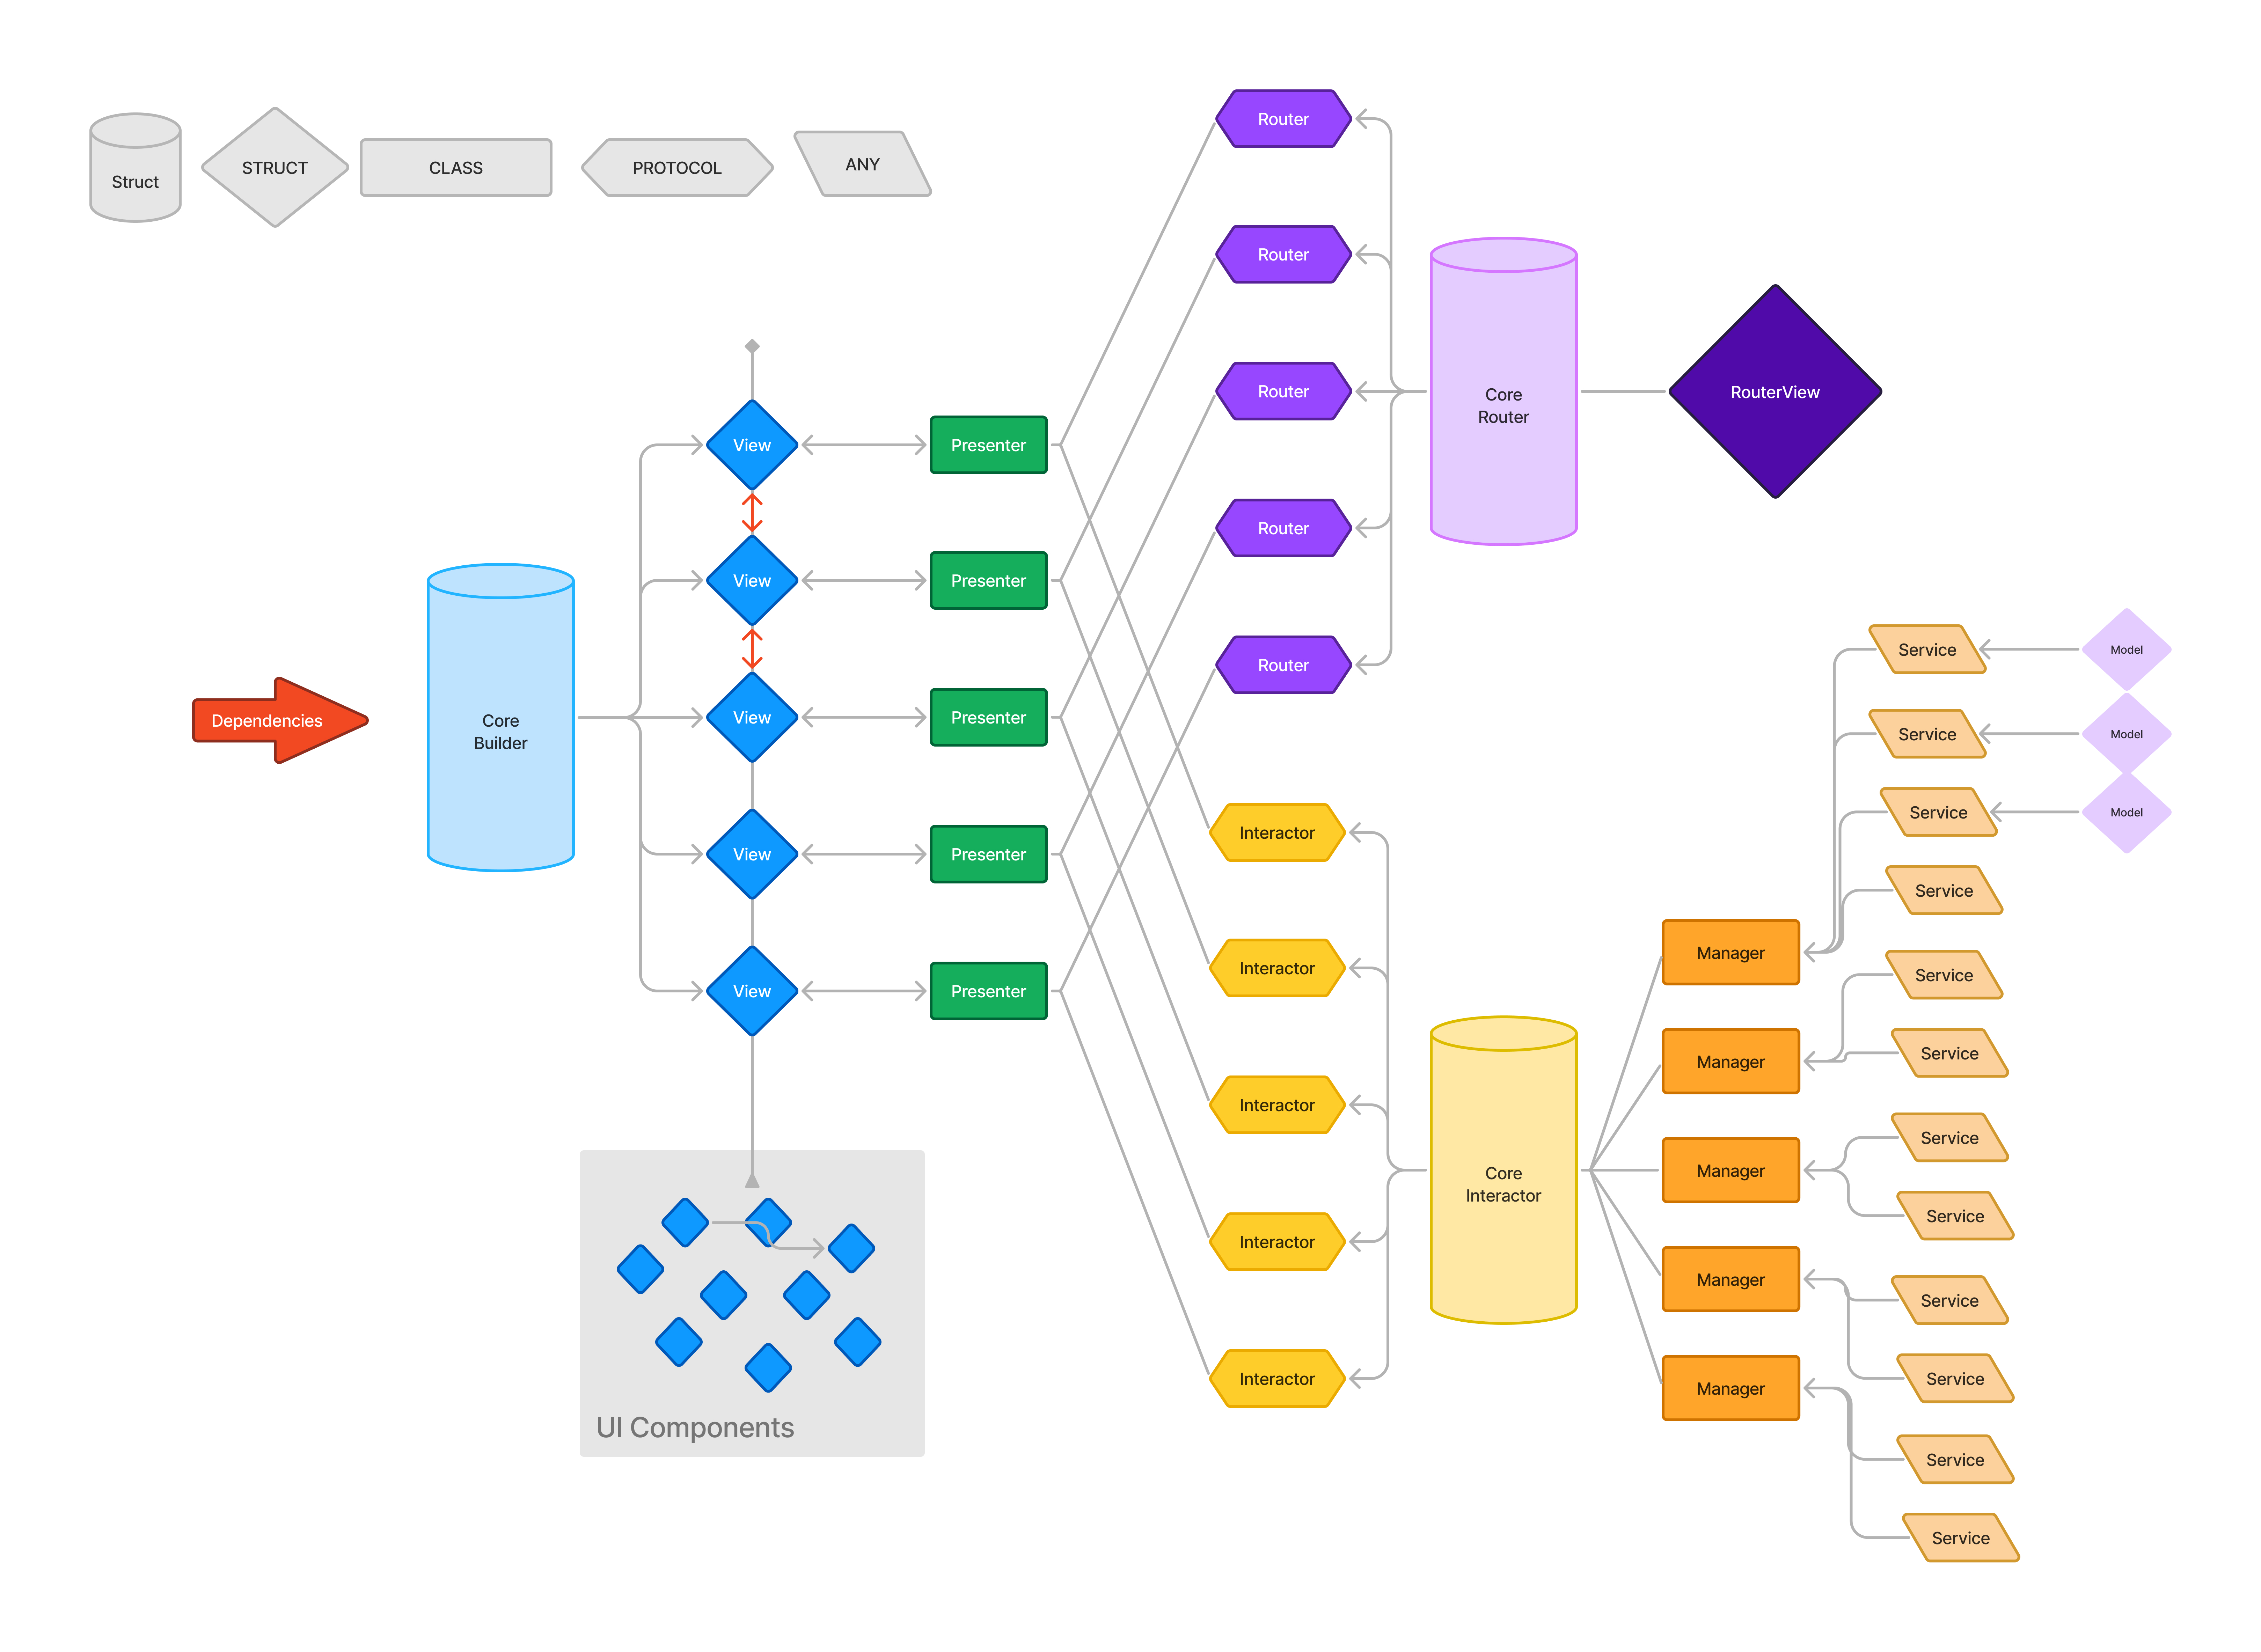 Struct
STRUCT
CLASS
PROTOCOL
ANY
Dependencies
Core
Builder
View
View
View
View
View
Presenter
Presenter
Presenter
Presenter
Presenter
Router
Router
Router
Router
Router
Core
Router
RouterView
Interactor
Interactor
Interactor
Interactor
Interactor
Core
Interactor
Manager
Manager
Manager
Manager
Manager
Service
Service
Service
Service
Service
Service
Service
Service
Service
Service
Service
Service
Model
Model
Model
UI Components